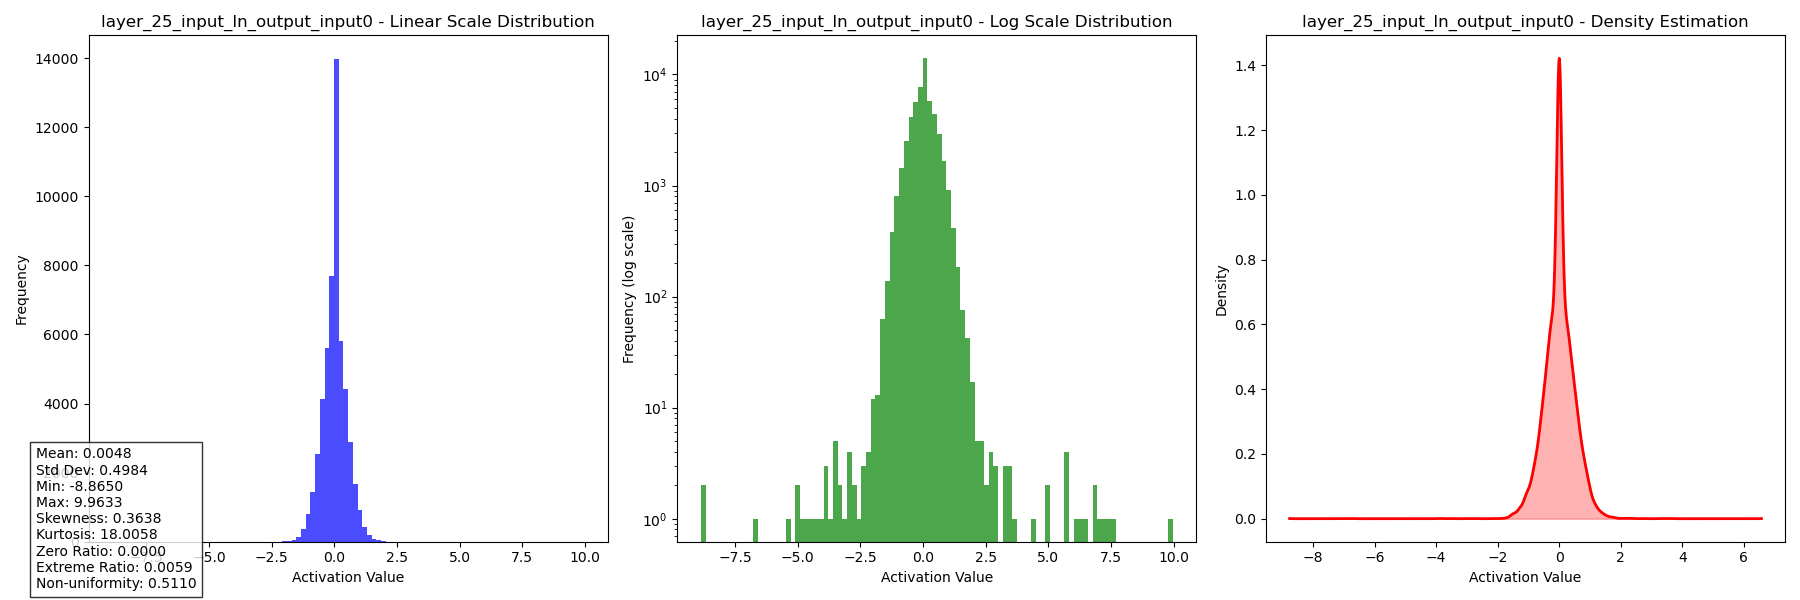 layer_25_input_ln_output_input0 - Linear Scale Distribution
14000
12000
10000
8000
6000
4000
Frequency
Mean: 0.0048
Std Dev: 0.4984
Min: -8.8650
Max: 9.9633
Skewness: 0.3638
Kurtosis: 18.0058
Zero Ratio: 0.0000
Extreme Ratio: 0.0059
Non-uniformity: 0.5110
−2.5 0.0 2.5 5.0 7.5 10.0
Activation Value
layer_25_input_ln_output_input0 - Log Scale Distribution
10⁴
10³
10²
10¹
10⁰
Frequency (log scale)
−7.5 −5.0 −2.5 0.0 2.5 5.0 7.5 10.0
Activation Value
layer_25_input_ln_output_input0 - Density Estimation
1.4
1.2
1.0
0.8
0.6
0.4
0.2
0.0
Density
−8 −6 −4 −2 0 2 4 6
Activation Value